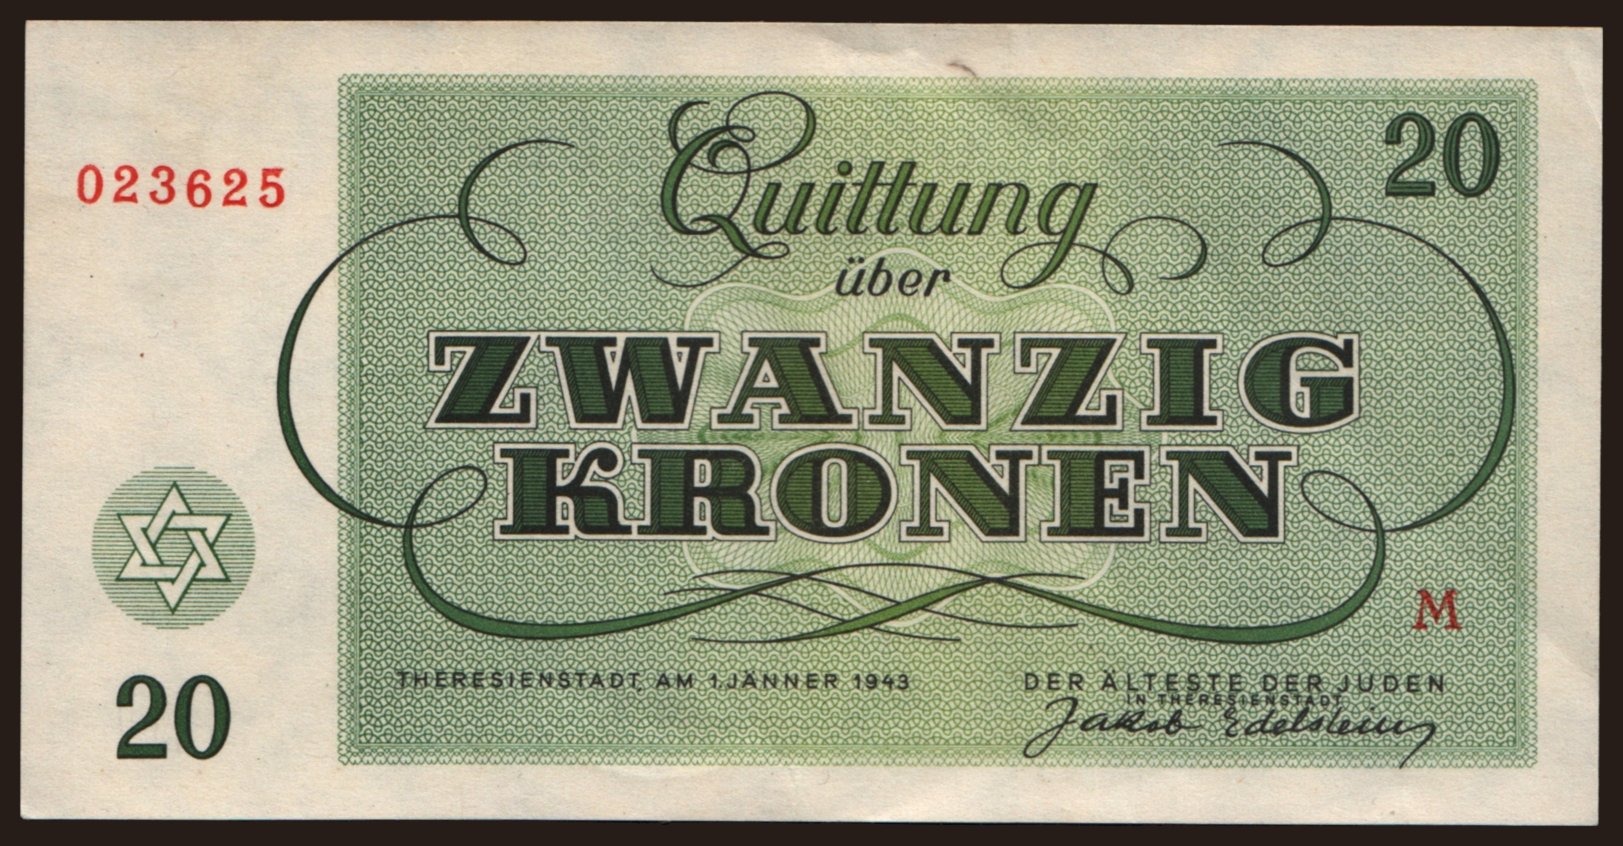 023625
20
Quittung
über
ZWANZIG
KRONEN
M
20
THERESIENSTADT, AM 1. JÄNNER 1943
DER ÄLTESTE DER JUDEN
IN THERESIENSTADT
Jakob Edelstein